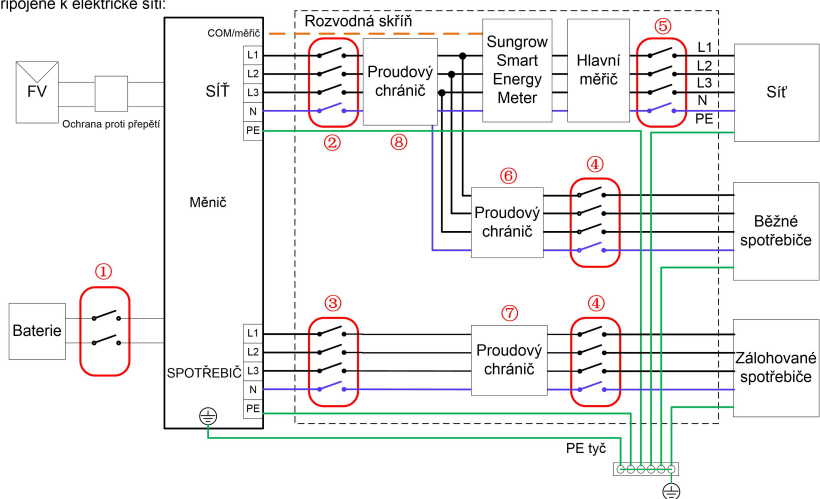 připojené k elektrické síti:
Rozvodná skříň
COM/měřič
L1
L2
L3
N
PE
SÍŤ
②
Proudový
chránič
⑧
Sungrow
Smart
Energy
Meter
Hlavní
měřič
⑤
L1
L2
L3
N
PE
Síť
FV
Ochrana proti přepětí
Měnič
⑥
Proudový
chránič
④
Běžné
spotřebiče
①
Baterie
SPOTŘEBIČ
L1
L2
L3
N
PE
③
⑦
Proudový
chránič
④
Zálohované
spotřebiče
PE tyč